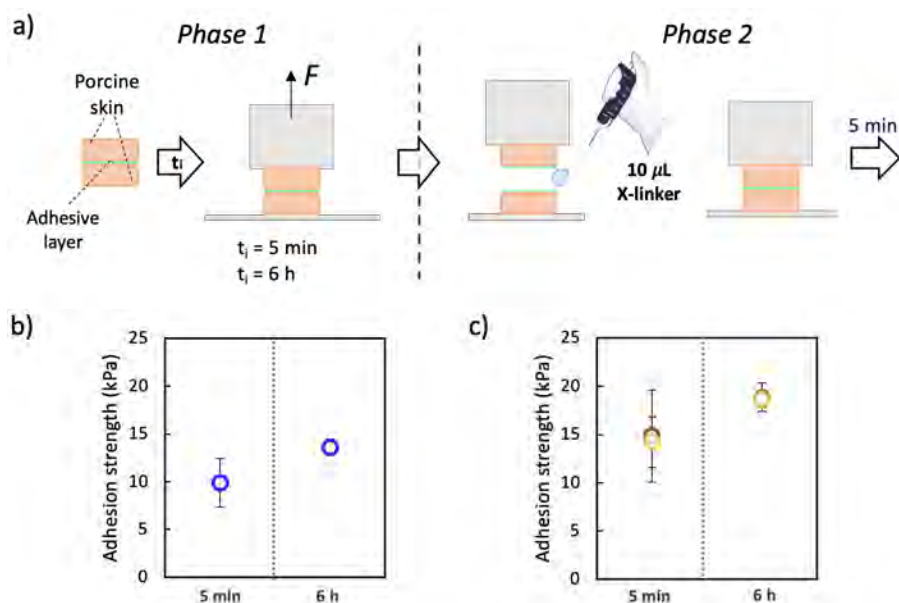 a)
Phase 1
Phase 2
Porcine
skin
F
5 min
tᵢ
10 µL
X-linker
Adhesive
layer
tᵢ = 5 min
tᵢ = 6 h
b)
25
20
15
10
5
0
Adhesion strength (kPa)
5 min
6 h
c)
25
20
15
10
5
0
Adhesion strength (kPa)
5 min
6 h